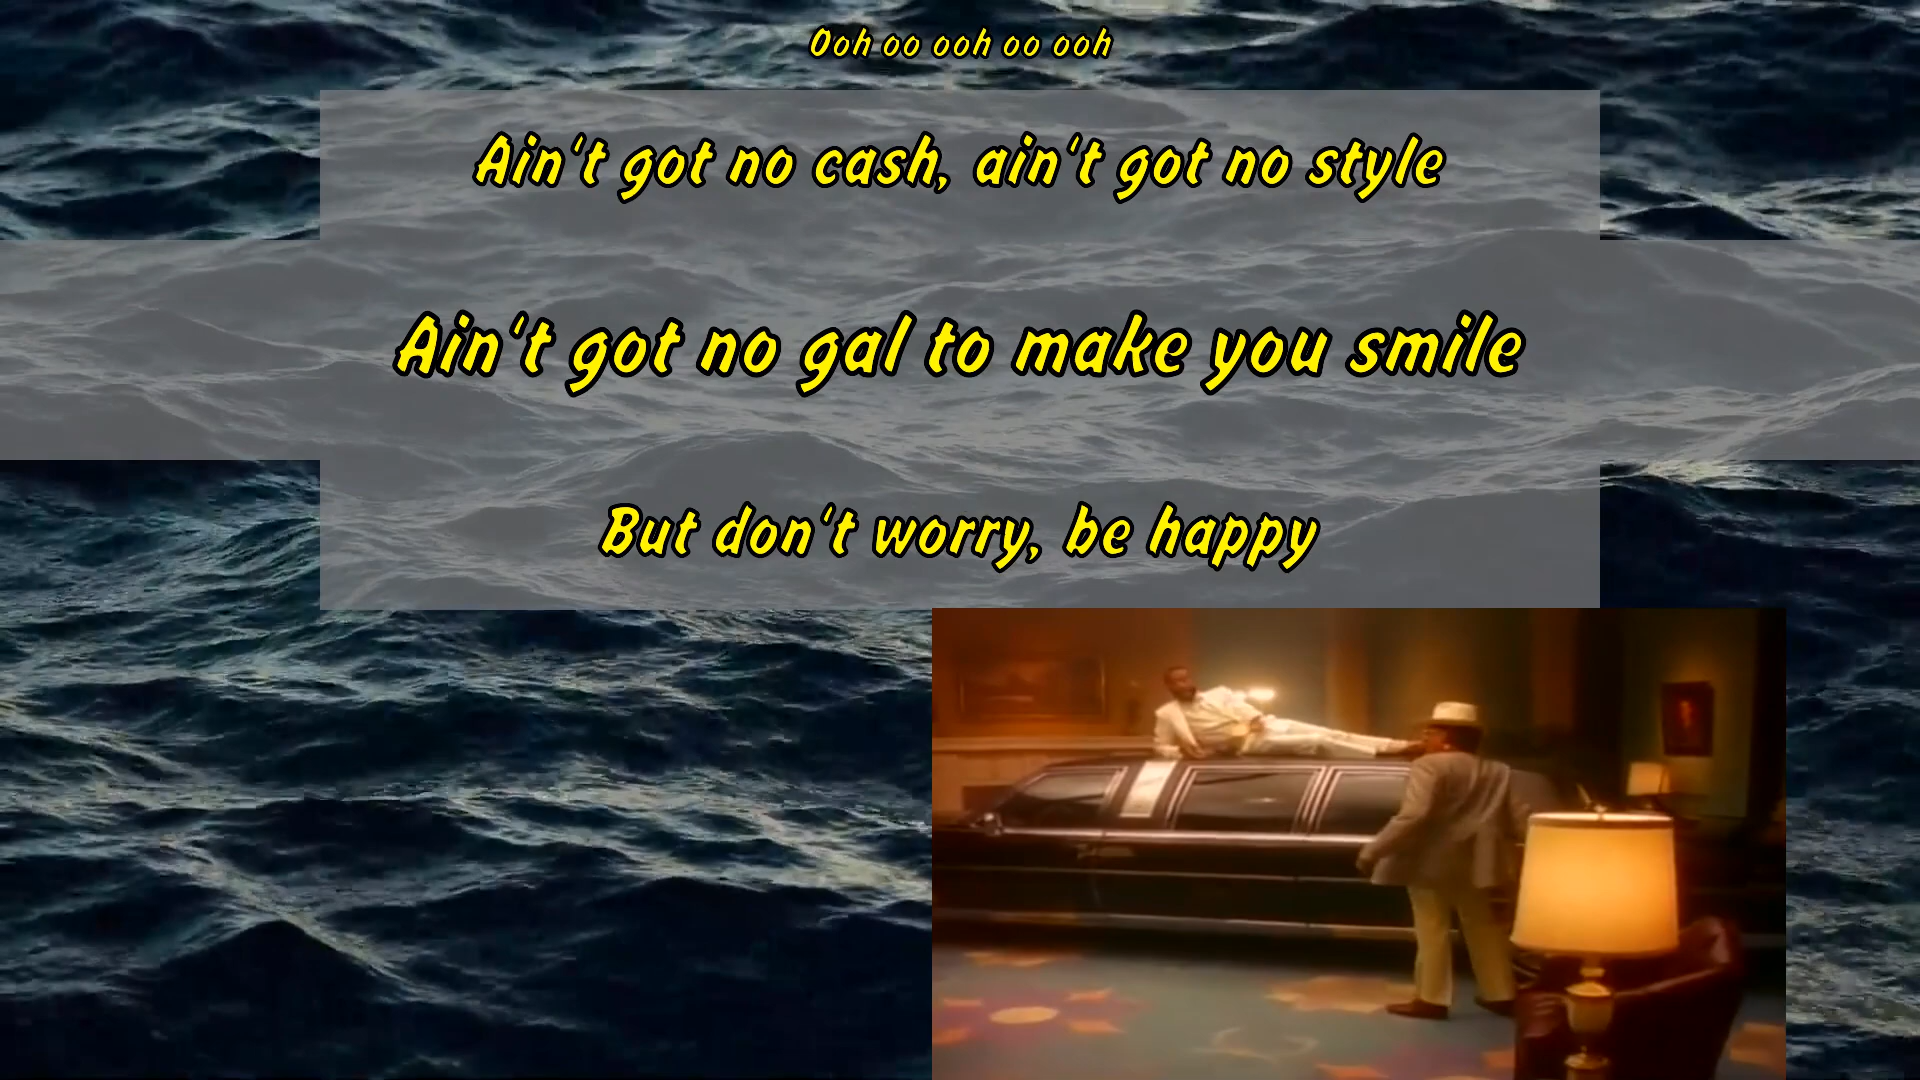 Ooh oo ooh oo ooh
Ain't got no cash, ain't got no style
Ain't got no gal to make you smile
But don't worry, be happy